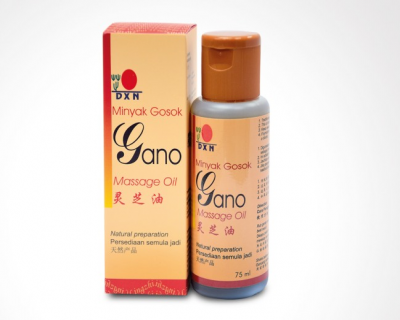 DXN
Minyak Gosok
Gano
Massage Oil
灵芝油
Natural preparation
Persediaan semula jadi
天然产品
DXN
Minyak Gosok
Gano
Massage Oil
灵芝油
Natural preparation
Persediaan semula jadi
天然产品
75 ml